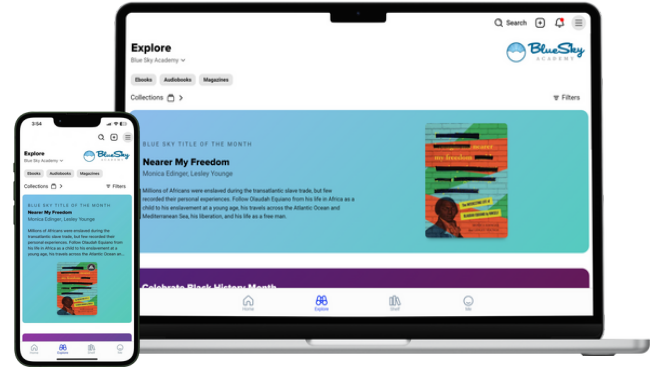 Search
Explore
Blue Sky Academy
BlueSky
ACADEMY
Ebooks Audiobooks Magazines
Collections
Filters
BLUE SKY TITLE OF THE MONTH
Nearer My Freedom
Monica Edinger, Lesley Younge
Millions of Africans were enslaved during the transatlantic slave trade, but few
recorded their personal experiences. Follow Olaudah Equiano from his life in Africa as a
child to his enslavement at a young age, his travels across the Atlantic Ocean and
Mediterranean Sea, his liberation, and his life as a free man.
nearer
my freedom
Celebrate Black History Month
Home Explore Shelf Me
3:54
Explore
Blue Sky Academy
BlueSky
ACADEMY
Ebooks Audiobooks Magazines
Collections
Filters
BLUE SKY TITLE OF THE MONTH
Nearer My Freedom
Monica Edinger, Lesley Younge
Millions of Africans were enslaved during the
transatlantic slave trade, but few recorded their
personal experiences. Follow Olaudah Equiano from
his life in Africa as a child to his enslavement at a
young age, his travels across the Atlantic Ocean an...
Home Explore Shelf Me